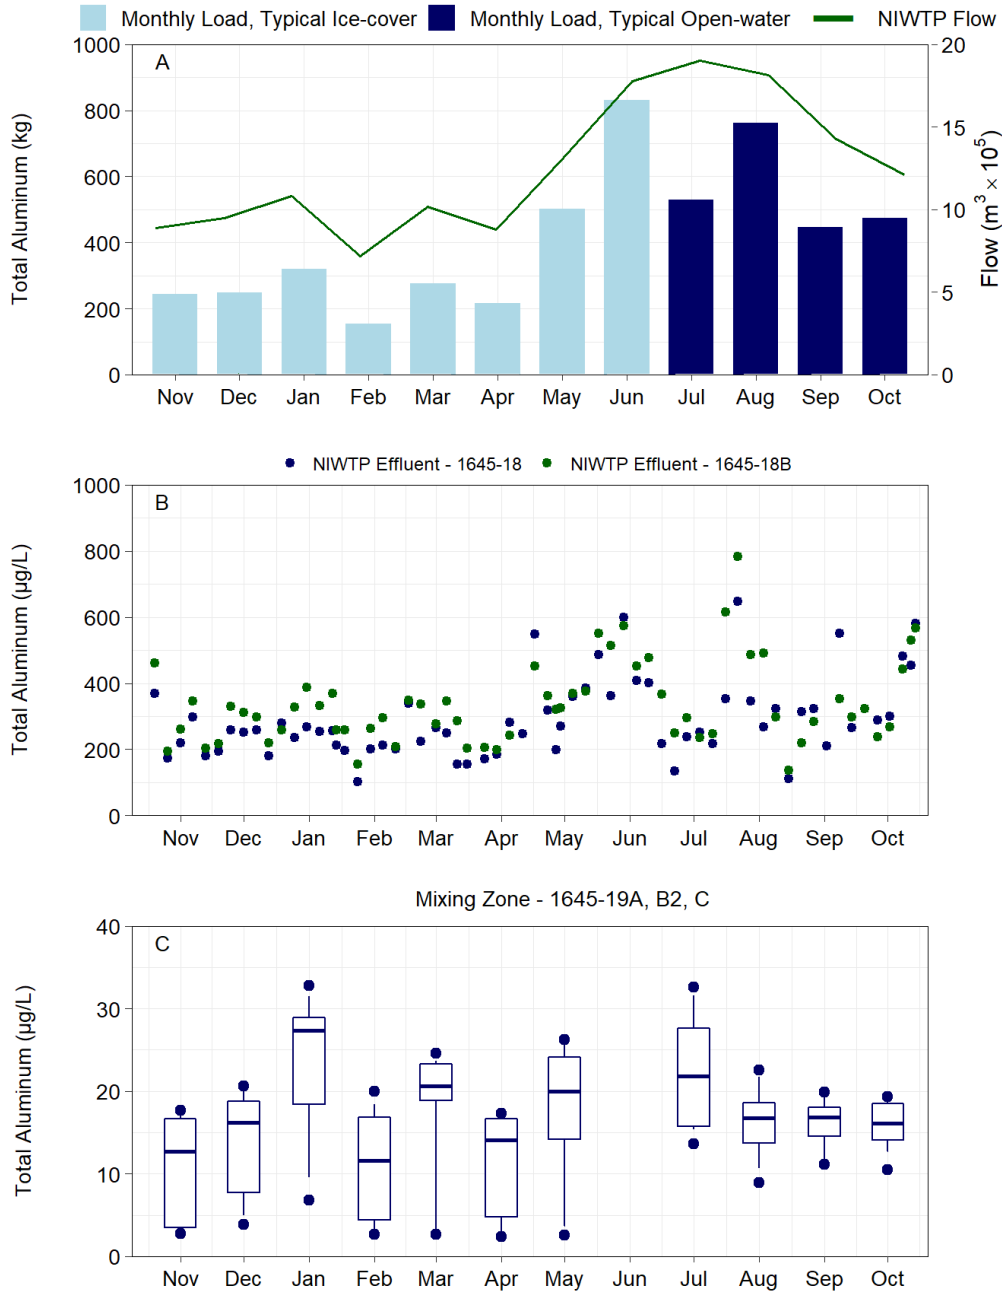 Monthly Load, Typical Ice-cover Monthly Load, Typical Open-water NIWTP Flow
A
Total Aluminum (kg)
1000
800
600
400
200
0
20
15
10
5
0
Flow (m³ × 10⁵)
Nov Dec Jan Feb Mar Apr May Jun Jul Aug Sep Oct
NIWTP Effluent - 1645-18 NIWTP Effluent - 1645-18B
B
Total Aluminum (µg/L)
1000
800
600
400
200
0
Nov Dec Jan Feb Mar Apr May Jun Jul Aug Sep Oct
Mixing Zone - 1645-19A, B2, C
C
Total Aluminum (µg/L)
40
30
20
10
0
Nov Dec Jan Feb Mar Apr May Jun Jul Aug Sep Oct